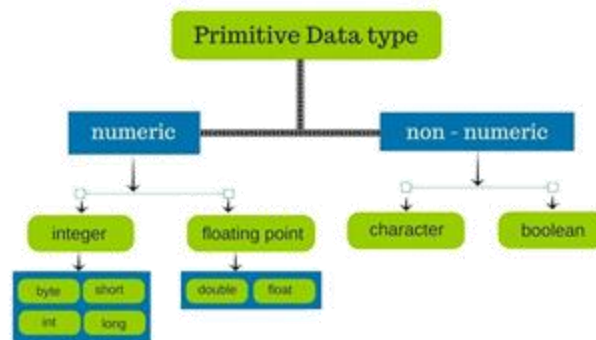 Primitive Data type
numeric
non - numeric
integer
floating point
character
boolean
byte
short
double
float
int
long